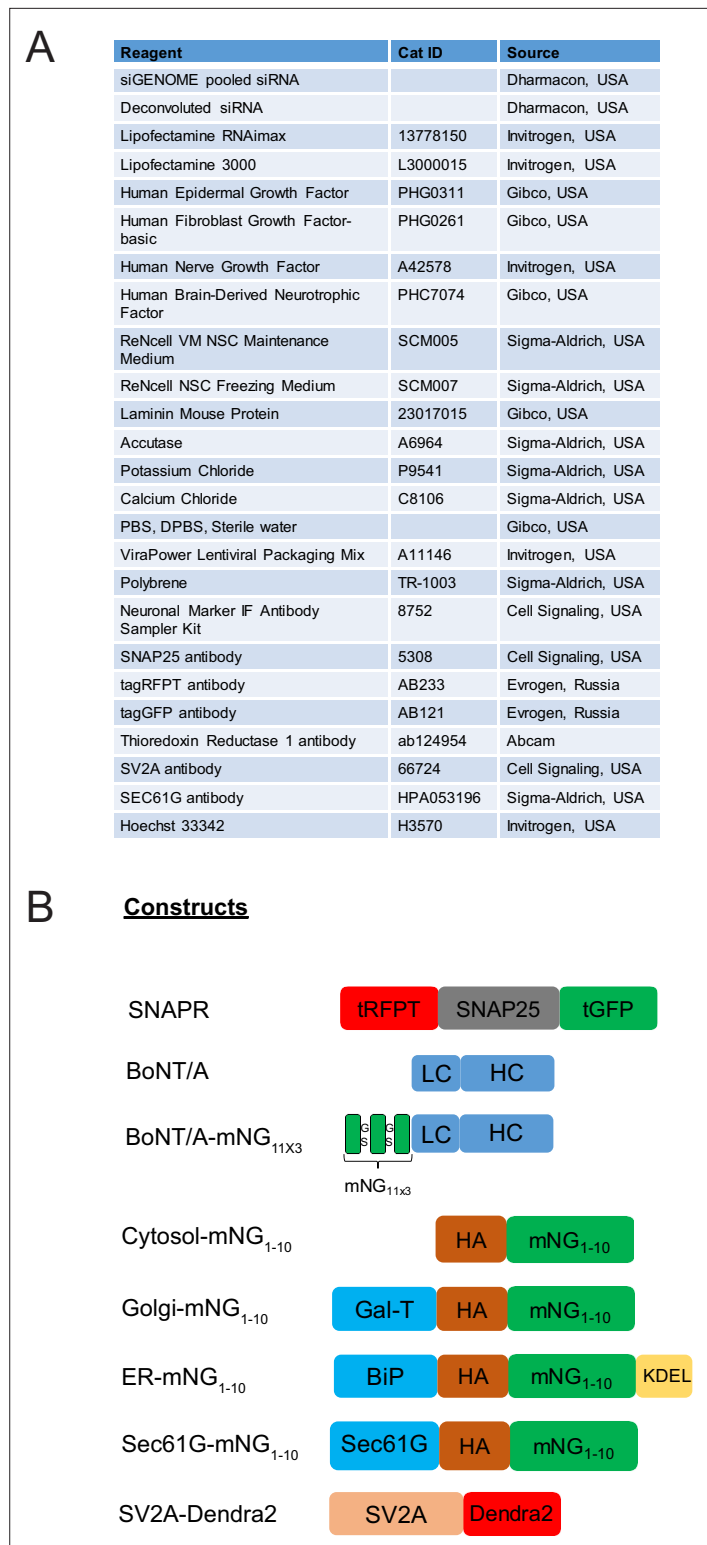 A
Reagent Cat ID Source
siGENOME pooled siRNA Dharmacon, USA
Deconvoluted siRNA Dharmacon, USA
Lipofectamine RNAimax 13778150 Invitrogen, USA
Lipofectamine 3000 L3000015 Invitrogen, USA
Human Epidermal Growth Factor PHG0311 Gibco, USA
Human Fibroblast Growth Factor- PHG0261 Gibco, USA
basic
Human Nerve Growth Factor A42578 Invitrogen, USA
Human Brain-Derived Neurotrophic PHC7074 Gibco, USA
Factor
ReNcell VM NSC Maintenance SCM005 Sigma-Aldrich, USA
Medium
ReNcell NSC Freezing Medium SCM007 Sigma-Aldrich, USA
Laminin Mouse Protein 23017015 Gibco, USA
Accutase A6964 Sigma-Aldrich, USA
Potassium Chloride P9541 Sigma-Aldrich, USA
Calcium Chloride C8106 Sigma-Aldrich, USA
PBS, DPBS, Sterile water Gibco, USA
ViraPower Lentiviral Packaging Mix A11146 Invitrogen, USA
Polybrene TR-1003 Sigma-Aldrich, USA
Neuronal Marker IF Antibody 8752 Cell Signaling, USA
Sampler Kit
SNAP25 antibody 5308 Cell Signaling, USA
tagRFPT antibody AB233 Evrogen, Russia
tagGFP antibody AB121 Evrogen, Russia
Thioredoxin Reductase 1 antibody ab124954 Abcam
SV2A antibody 66724 Cell Signaling, USA
SEC61G antibody HPA053196 Sigma-Aldrich, USA
Hoechst 33342 H3570 Invitrogen, USA
B
Constructs
SNAPR tRFPT SNAP25 tGFP
BoNT/A LC HC
BoNT/A-mNG11X3 GS GS LC HC
mNG11x3
Cytosol-mNG1-10 HA mNG1-10
Golgi-mNG1-10 Gal-T HA mNG1-10
ER-mNG1-10 BiP HA mNG1-10 KDEL
Sec61G-mNG1-10 Sec61G HA mNG1-10
SV2A-Dendra2 SV2A Dendra2